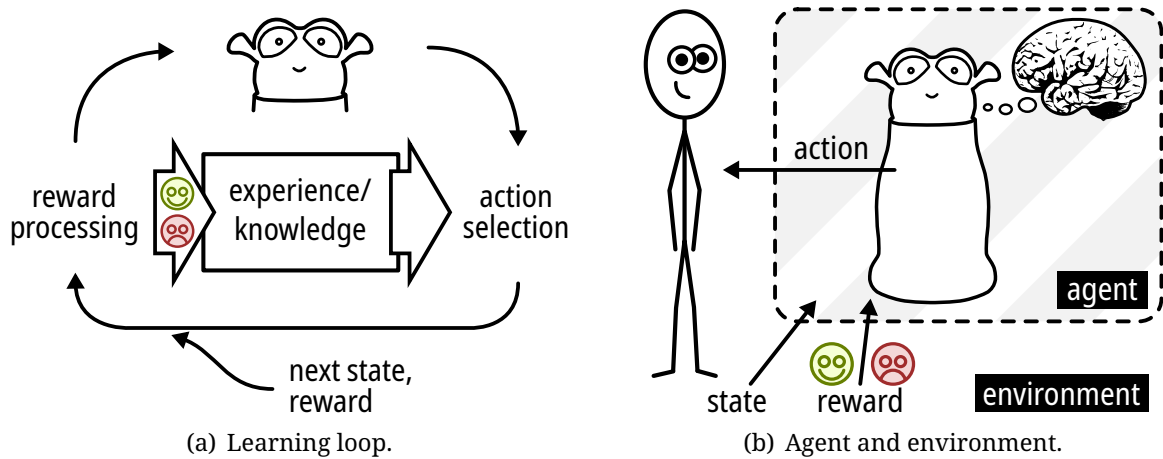 reward
processing
experience/
knowledge
action
selection
next state,
reward
(a) Learning loop.
action
agent
state
reward
environment
(b) Agent and environment.